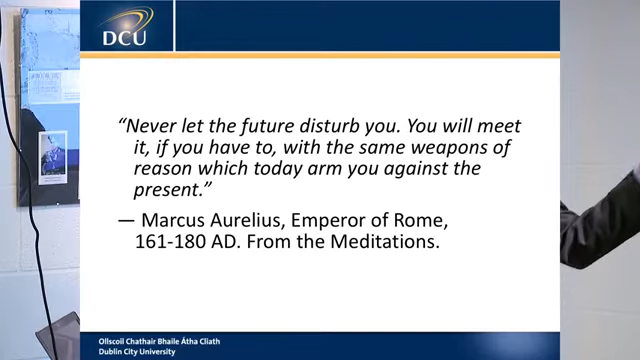 DCU
“Never let the future disturb you. You will meet
it, if you have to, with the same weapons of
reason which today arm you against the
present.”
— Marcus Aurelius, Emperor of Rome,
161-180 AD. From the Meditations.
Ollscoil Chathair Bhaile Átha Cliath
Dublin City University